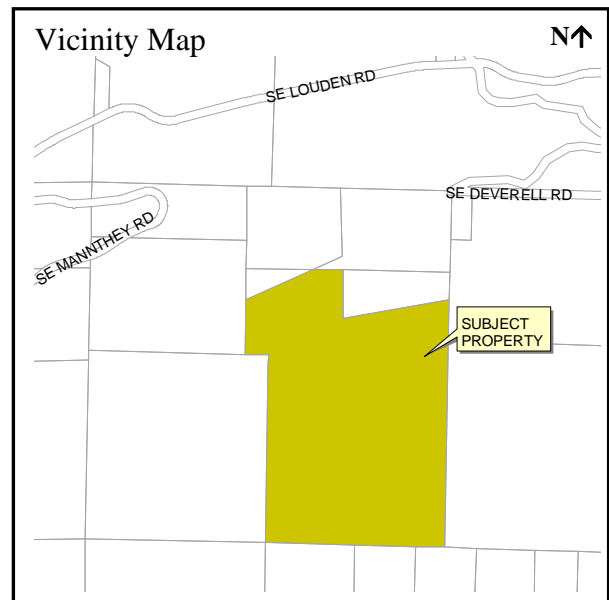 Vicinity Map
N↑
SE LOUDEN RD
SE DEVERELL RD
SE MANNTHEY RD
SUBJECT
PROPERTY